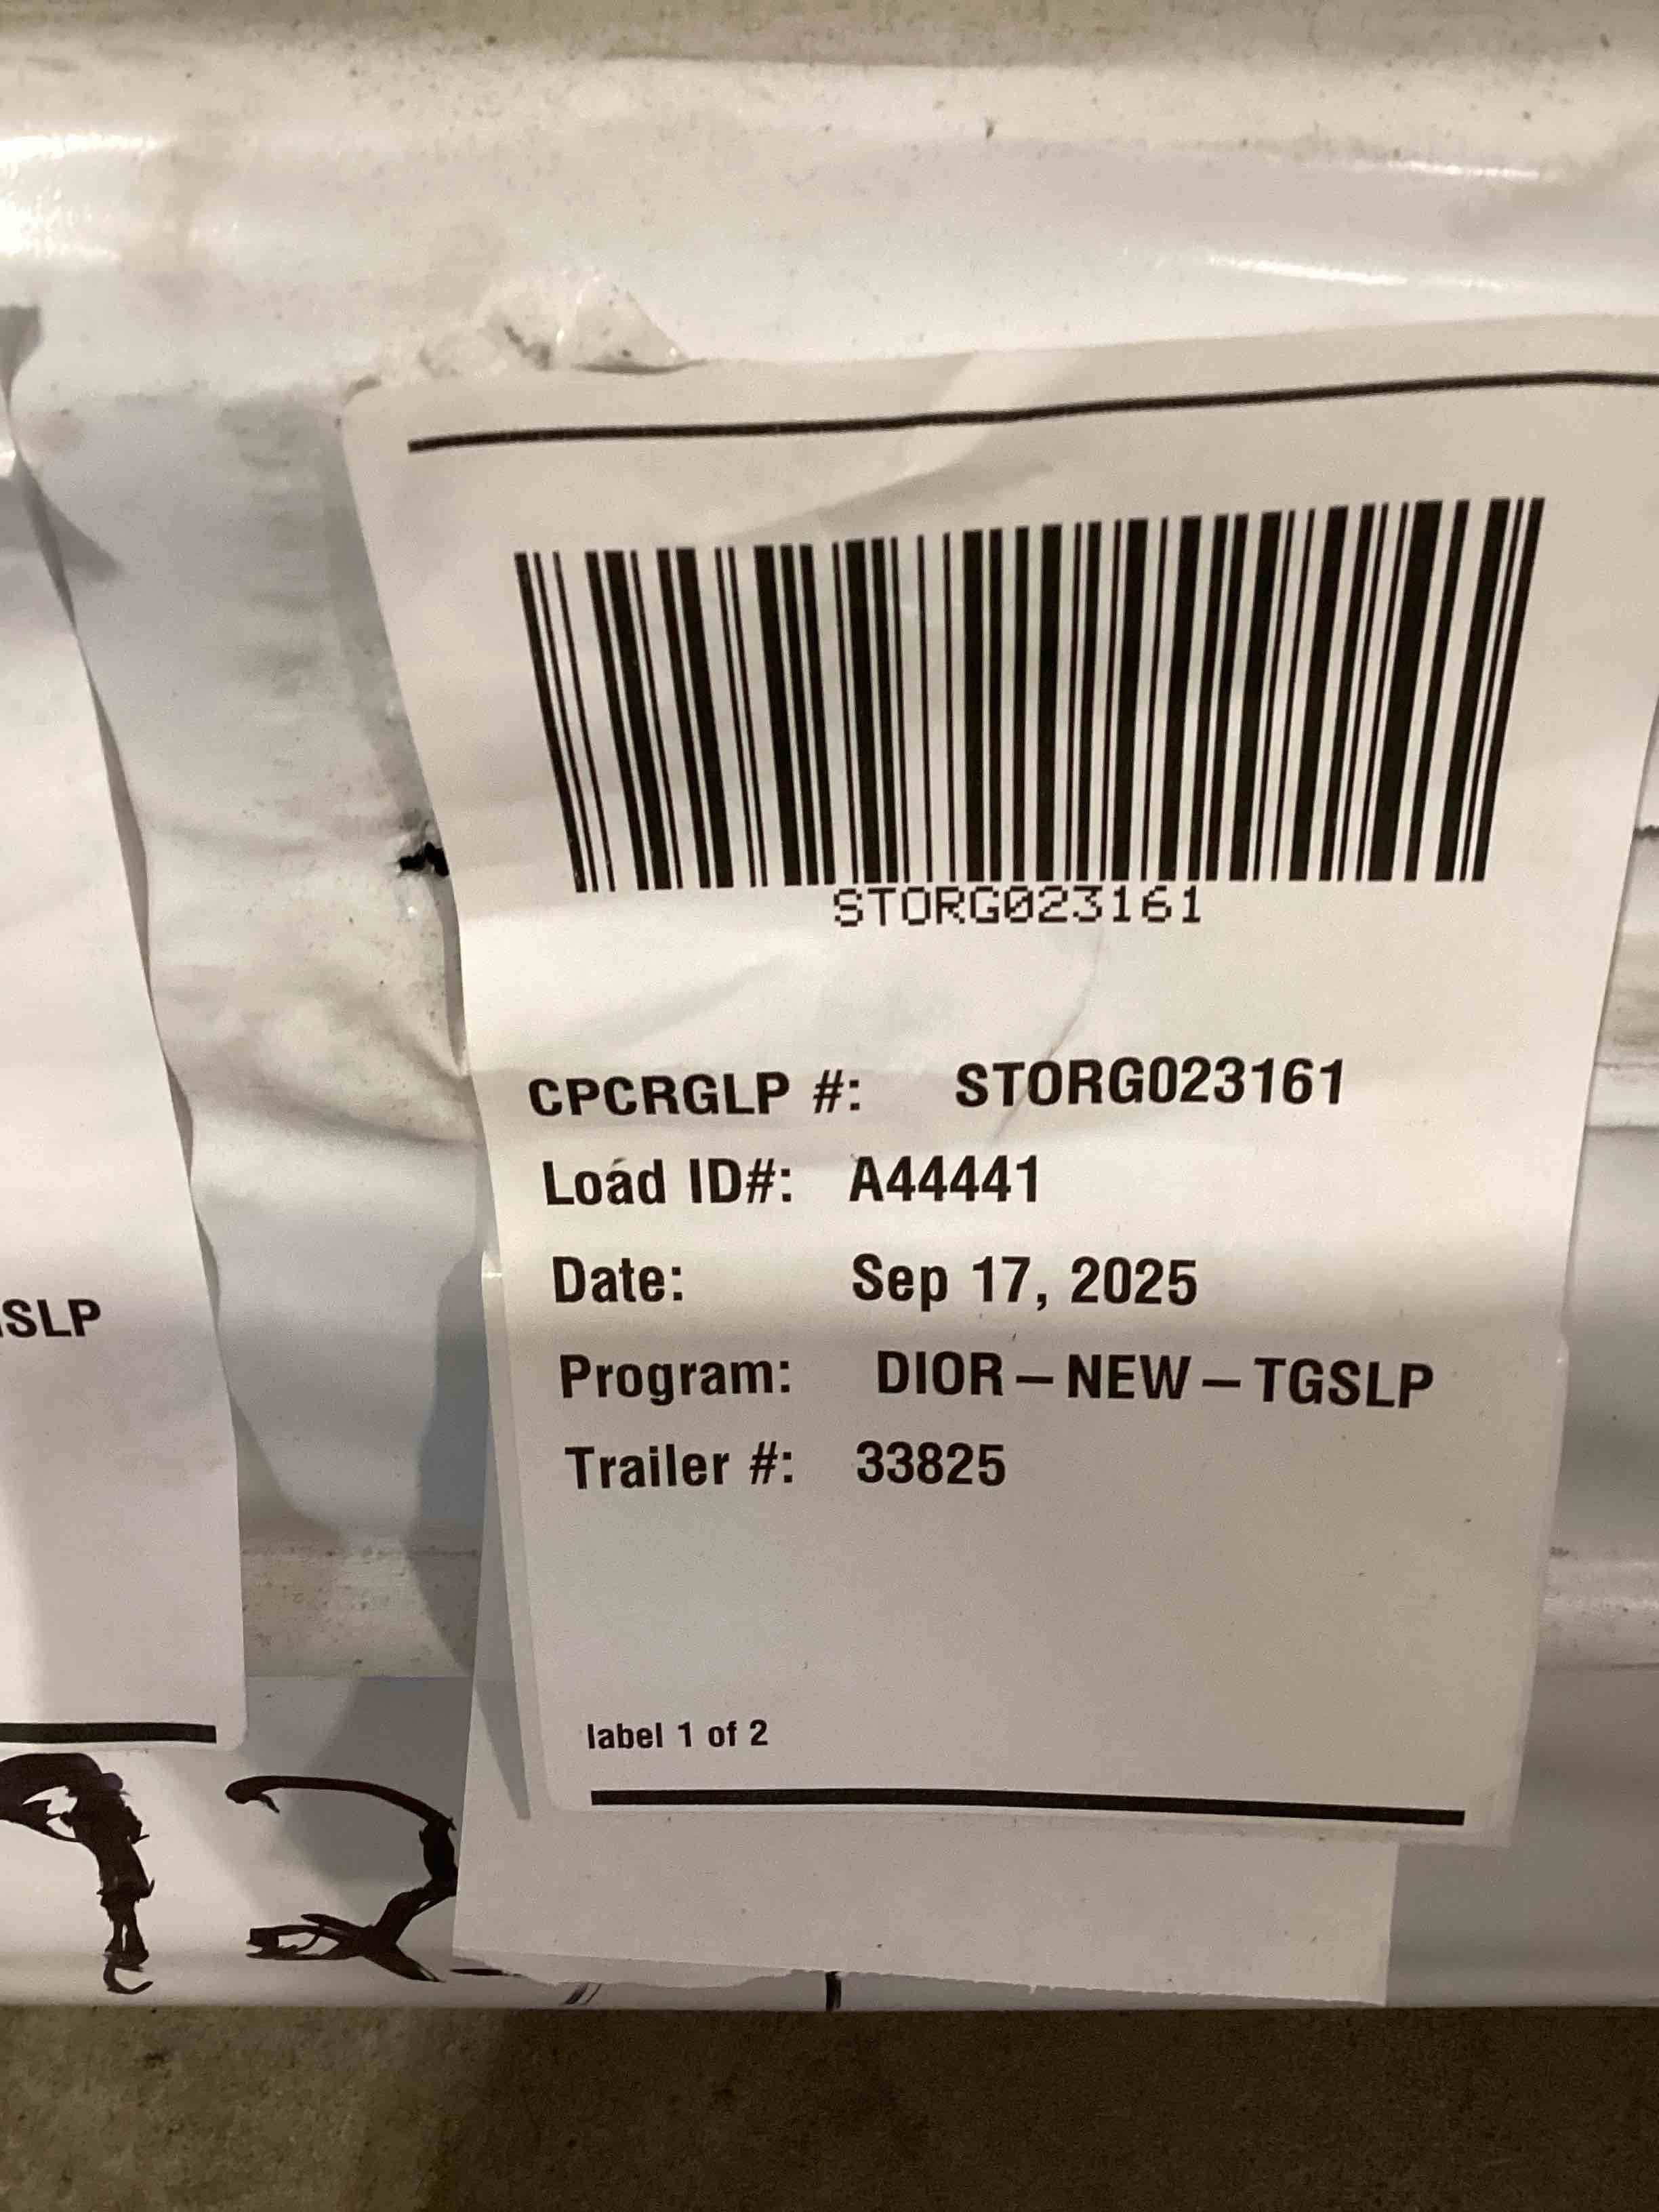 STORG023161
CPCRGLP #: STORG023161
Load ID#: A44441
Date: Sep 17, 2025
Program: DIOR-NEW-TGSLP
Trailer #: 33825
label 1 of 2
SLP
92